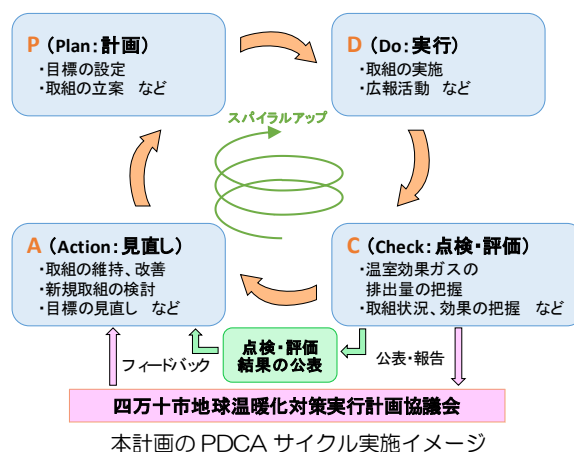 P (Plan:計画)
・目標の設定
・取組の立案 など
D (Do:実行)
・取組の実施
・広報活動 など
スパイラルアップ
A (Action:見直し)
・取組の維持、改善
・新規取組の検討
・目標の見直し など
C (Check:点検・評価)
・温室効果ガスの
排出量の把握
・取組状況、効果の把握 など
点検・評価
結果の公表
フィードバック
公表・報告
四万十市地球温暖化対策実行計画協議会
本計画の PDCA サイクル実施イメージ